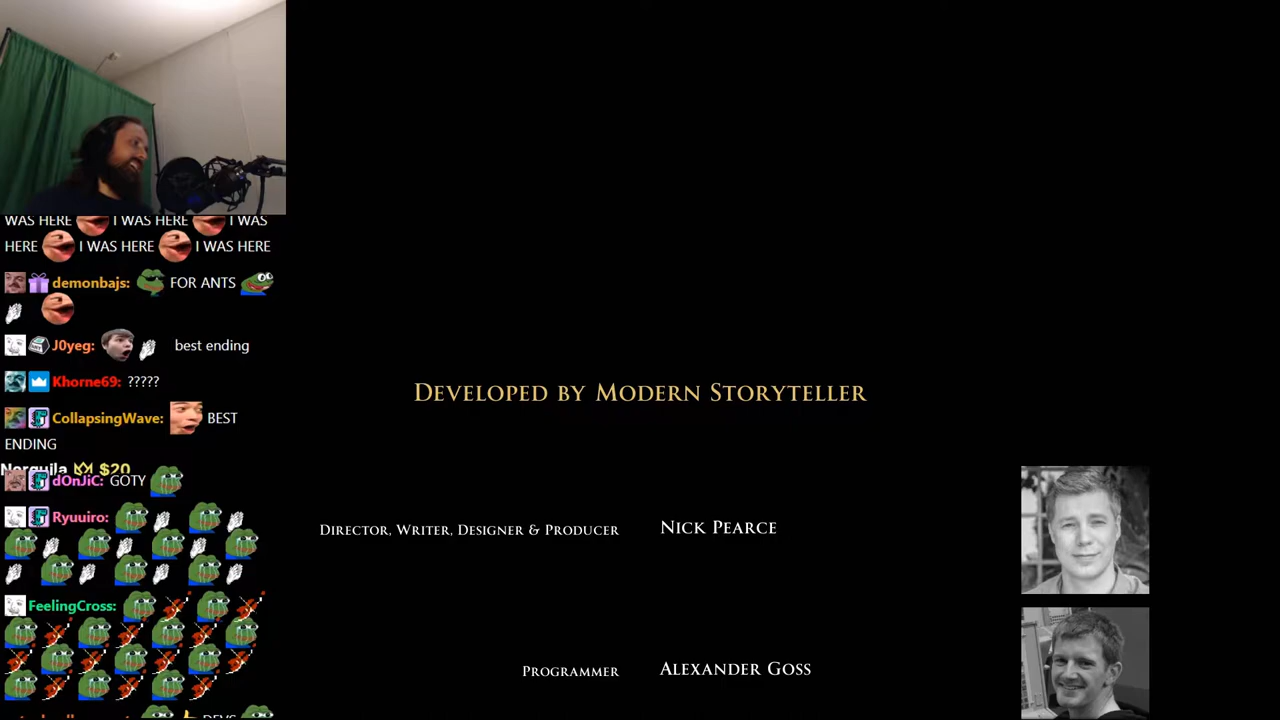 WAS HERE I WAS HERE I WAS
HERE I WAS HERE I WAS HERE
demonbajs: FOR ANTS
J0yeg: best ending
Khorne69: ?????
CollapsingWave: BEST
ENDING
Norquila $20
dOnJiC: GOTY
Ryuuiro:
FeelingCross:
DEVS
Developed by Modern Storyteller
Director, Writer, Designer & Producer Nick Pearce
Programmer Alexander Goss